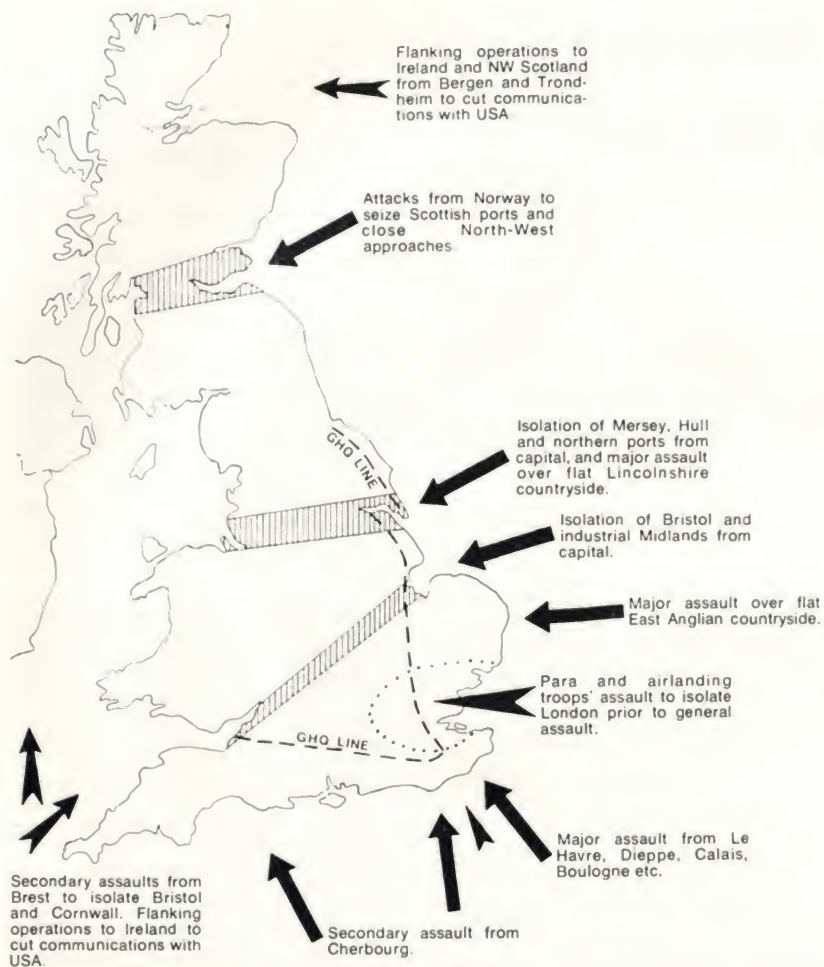 Flanking operations to
Ireland and NW Scotland
from Bergen and Trond-
heim to cut communica-
tions with USA
Attacks from Norway to
seize Scottish ports and
close North-West
approaches.
GHQ LINE
Isolation of Mersey, Hull
and northern ports from
capital, and major assault
over flat Lincolnshire
countryside.
Isolation of Bristol and
industrial Midlands from
capital.
Major assault over flat
East Anglian countryside.
Para and airlanding
troops' assault to isolate
London prior to general
assault.
GHQ LINE
Major assault from Le
Havre, Dieppe, Calais,
Boulogne etc.
Secondary assaults from
Brest to isolate Bristol
and Cornwall. Flanking
operations to Ireland to
cut communications with
USA.
Secondary assault from
Cherbourg.